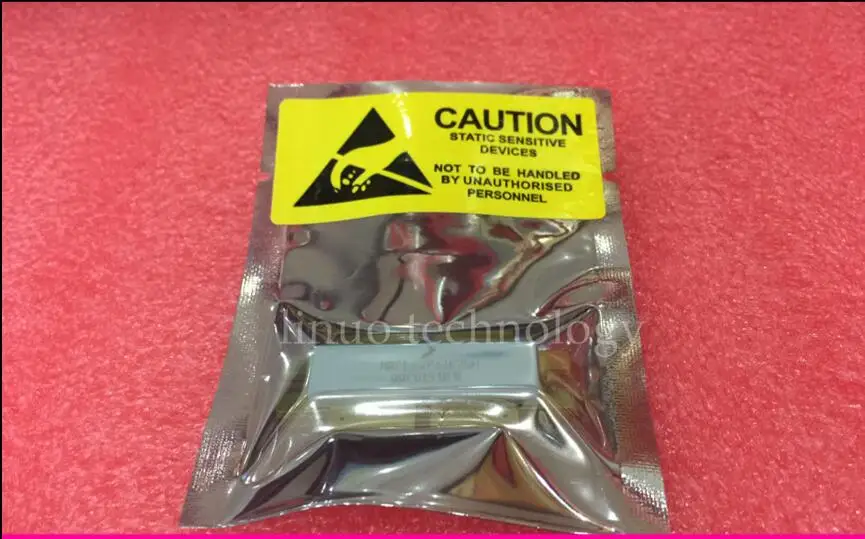 CAUTION
STATIC SENSITIVE
DEVICES
NOT TO BE HANDLED
BY UNAUTHORISED
PERSONNEL
linuo technology